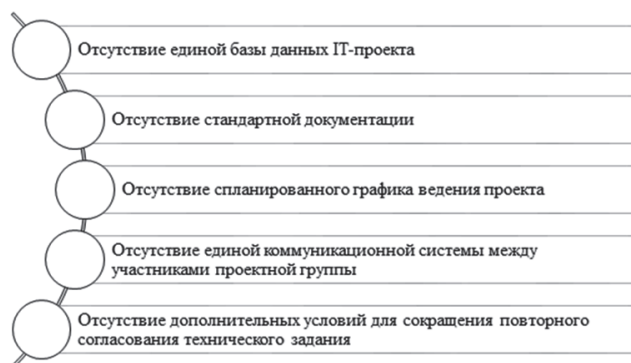 Отсутствие единой базы данных IT-проекта
Отсутствие стандартной документации
Отсутствие спланированного графика ведения проекта
Отсутствие единой коммуникационной системы между
участниками проектной группы
Отсутствие дополнительных условий для сокращения повторного
согласования технического задания